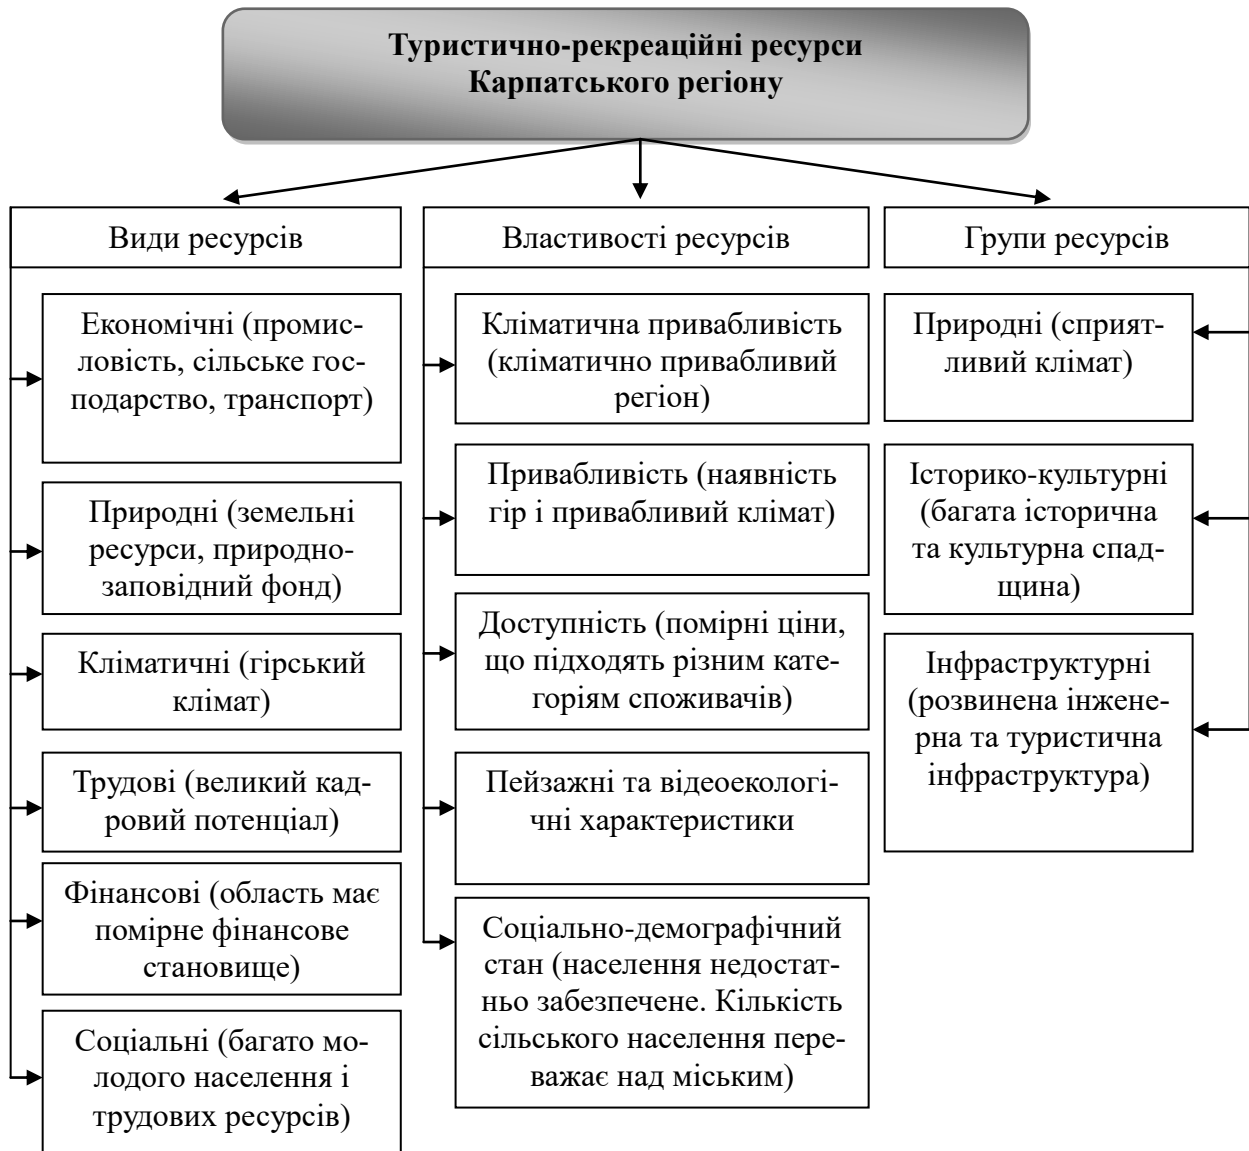 Туристично-рекреаційні ресурси
Карпатського регіону
Види ресурсів
Економічні (промис-
ловість, сільське гос-
подарство, транспорт)
Природні (земельні
ресурси, природно-
заповідний фонд)
Кліматичні (гірський
клімат)
Трудові (великий кад-
ровий потенціал)
Фінансові (область має
помірне фінансове
становище)
Соціальні (багато мо-
лодого населення і
трудових ресурсів)
Властивості ресурсів
Кліматична привабливість
(кліматично привабливий
регіон)
Привабливість (наявність
гір і привабливий клімат)
Доступність (помірні ціни,
що підходять різним кате-
горіям споживачів)
Пейзажні та відеоекологі-
чні характеристики
Соціально-демографічний
стан (населення недостат-
ньо забезпечене. Кількість
сільського населення пере-
важає над міським)
Групи ресурсів
Природні (сприят-
ливий клімат)
Історико-культурні
(багата історична
та культурна спад-
щина)
Інфраструктурні
(розвинена інжене-
рна та туристична
інфраструктура)